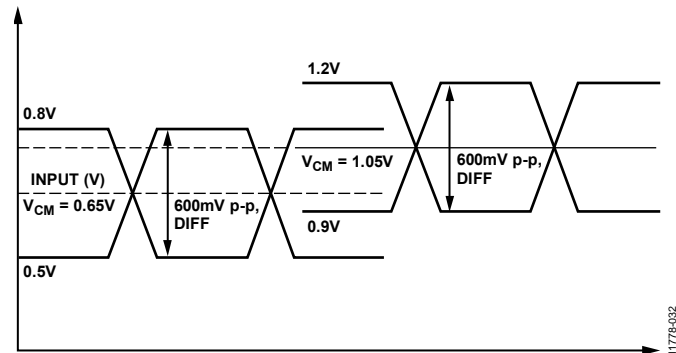 1.2V
0.8V
V_CM = 1.05V
600mV p-p,
DIFF
INPUT (V)
V_CM = 0.65V
600mV p-p,
DIFF
0.9V
0.5V
11778-032